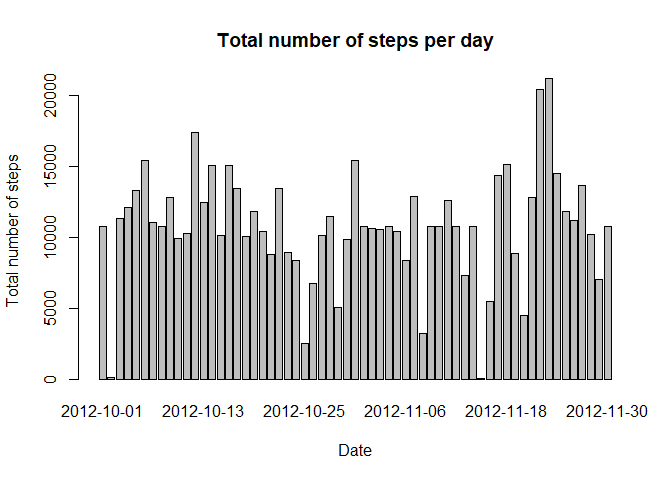 Total number of steps per day
Total number of steps
20000
15000
10000
5000
0
2012-10-01 2012-10-13 2012-10-25 2012-11-06 2012-11-18 2012-11-30
Date